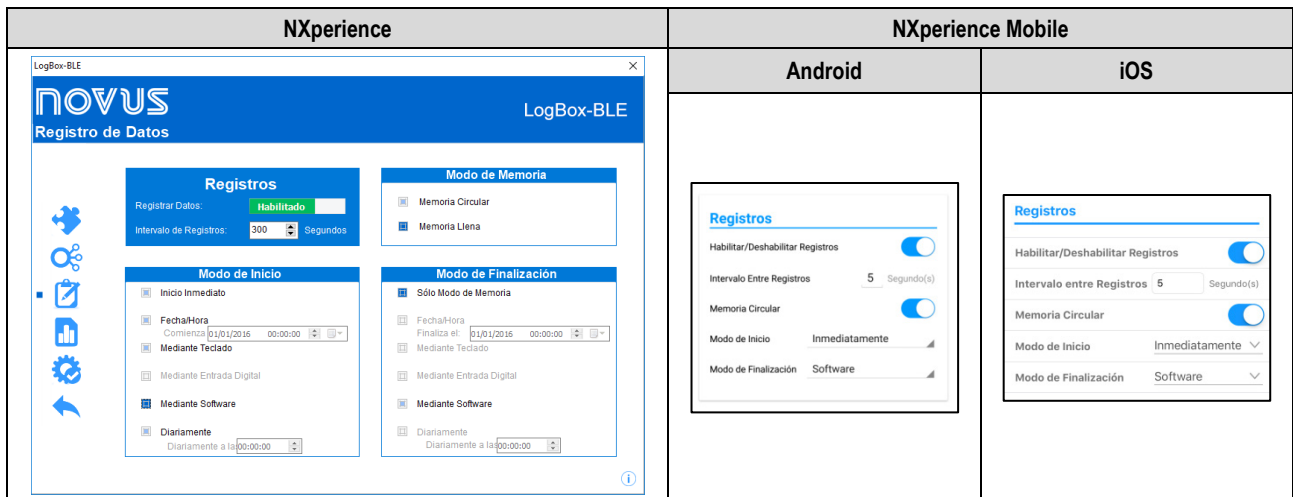 NXperience
NXperience Mobile
Android
iOS
LogBox-BLE
NOVUS
LogBox-BLE
Registro de Datos
Registros
Registrar Datos: Habilitado
Intervalo de Registros: 300 Segundos
Modo de Memoria
Memoria Circular
Memoria Llena
Modo de Inicio
Inicio Inmediato
Fecha/Hora
Comienza 01/01/2016 00:00:00
Mediante Teclado
Mediante Entrada Digital
Mediante Software
Diariamente
Diariamente a las 00:00:00
Modo de Finalización
Sólo Modo de Memoria
Fecha/Hora
Finaliza el: 01/01/2016 00:00:00
Mediante Teclado
Mediante Entrada Digital
Mediante Software
Diariamente
Diariamente a las 00:00:00
Registros
Habilitar/Deshabilitar Registros
Intervalo Entre Registros 5 Segundo(s)
Memoria Circular
Modo de Inicio Inmediatamente
Modo de Finalización Software
Registros
Habilitar/Deshabilitar Registros
Intervalo entre Registros 5 Segundo(s)
Memoria Circular
Modo de Inicio Inmediatamente
Modo de Finalización Software